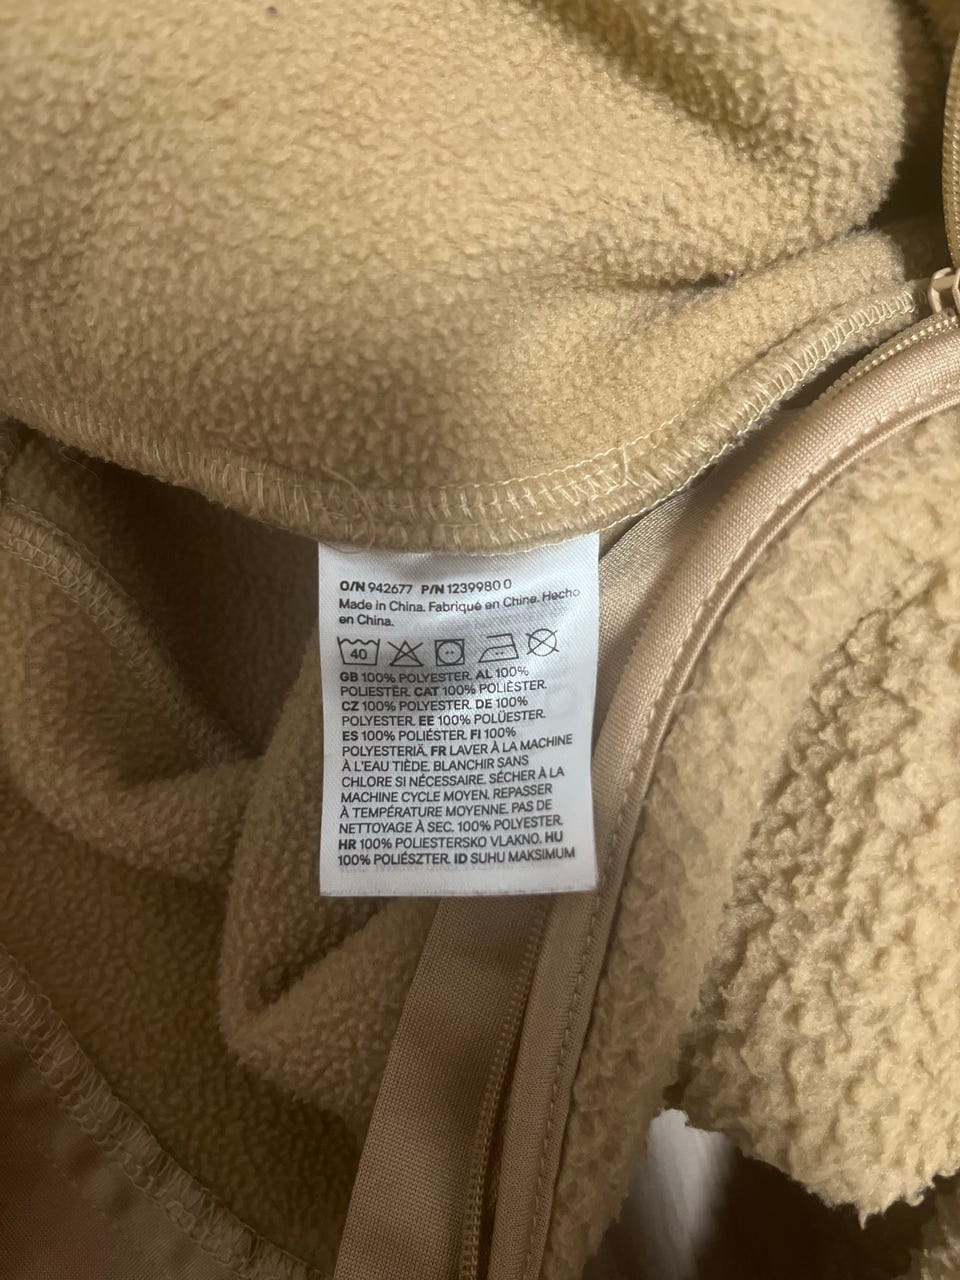 O/N 942677 P/N 1239980 0
Made in China. Fabriqué en Chine. Hecho
en China.
40
GB 100% POLYESTER. AL 100%
POLIESTËR. CAT 100% POLIÈSTER.
CZ 100% POLYESTER. DE 100%
POLYESTER. EE 100% POLÜESTER.
ES 100% POLIÉSTER. FI 100%
POLYESTERIÄ. FR LAVER À LA MACHINE
À L'EAU TIÈDE. BLANCHIR SANS
CHLORE SI NÉCESSAIRE. SÉCHER À LA
MACHINE CYCLE MOYEN. REPASSER
À TEMPÉRATURE MOYENNE. PAS DE
NETTOYAGE À SEC. 100% POLYESTER.
HR 100% POLIESTERSKO VLAKNO. HU
100% POLIÉSZTER. ID SUHU MAKSIMUM